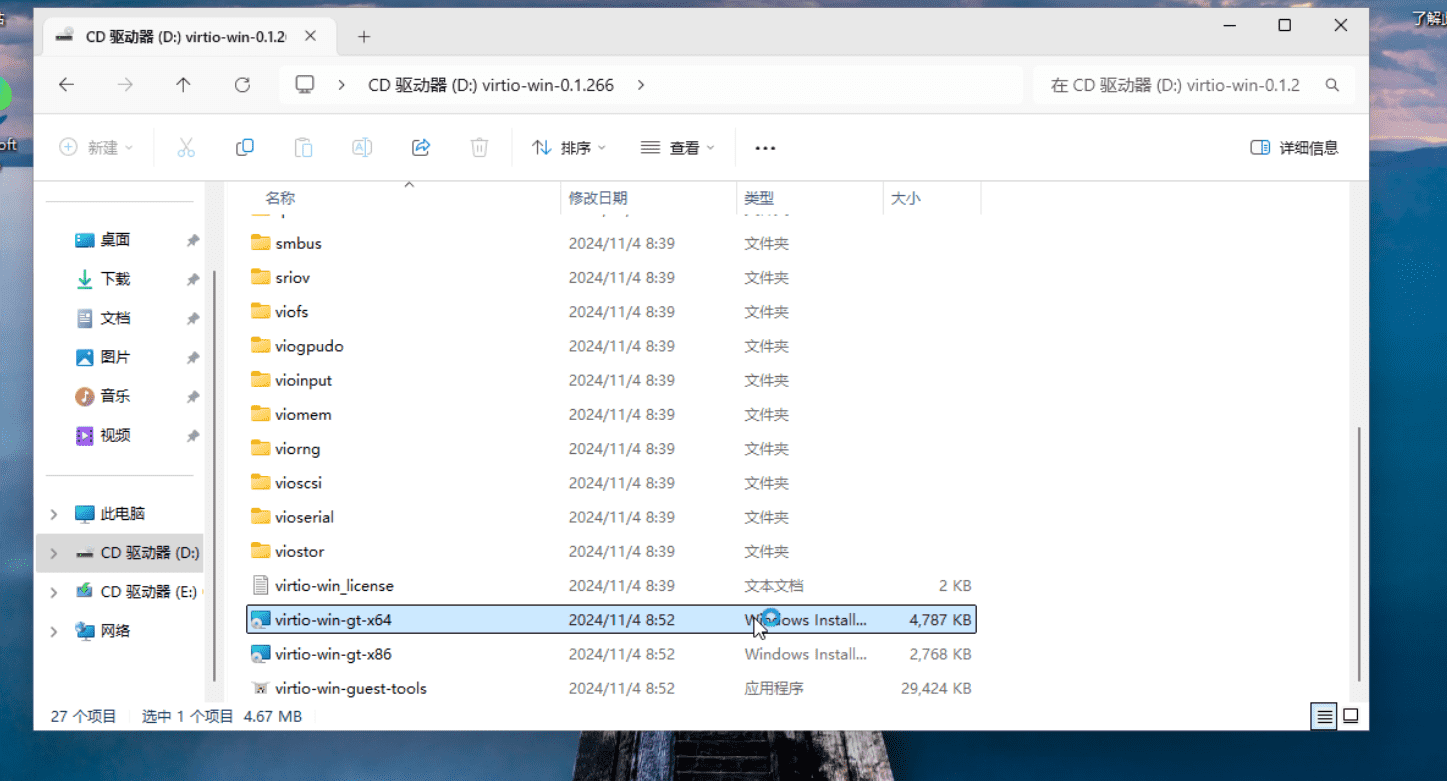 CD 驱动器 (D:) virtio-win-0.1.2
CD 驱动器 (D:) virtio-win-0.1.266
在 CD 驱动器 (D:) virtio-win-0.1.2
新建
排序
查看
详细信息
名称 修改日期 类型 大小
smbus 2024/11/4 8:39 文件夹
sriov 2024/11/4 8:39 文件夹
viofs 2024/11/4 8:39 文件夹
viogpudo 2024/11/4 8:39 文件夹
vioinput 2024/11/4 8:39 文件夹
viomem 2024/11/4 8:39 文件夹
viorng 2024/11/4 8:39 文件夹
vioscsi 2024/11/4 8:39 文件夹
vioserial 2024/11/4 8:39 文件夹
viostor 2024/11/4 8:39 文件夹
virtio-win_license 2024/11/4 8:39 文本文档 2 KB
virtio-win-gt-x64 2024/11/4 8:52 Windows Install... 4,787 KB
virtio-win-gt-x86 2024/11/4 8:52 Windows Install... 2,768 KB
virtio-win-guest-tools 2024/11/4 8:52 应用程序 29,424 KB
桌面
下载
文档
图片
音乐
视频
此电脑
CD 驱动器 (D:)
CD 驱动器 (E:)
网络
27 个项目 选中 1 个项目 4.67 MB
了解
oft